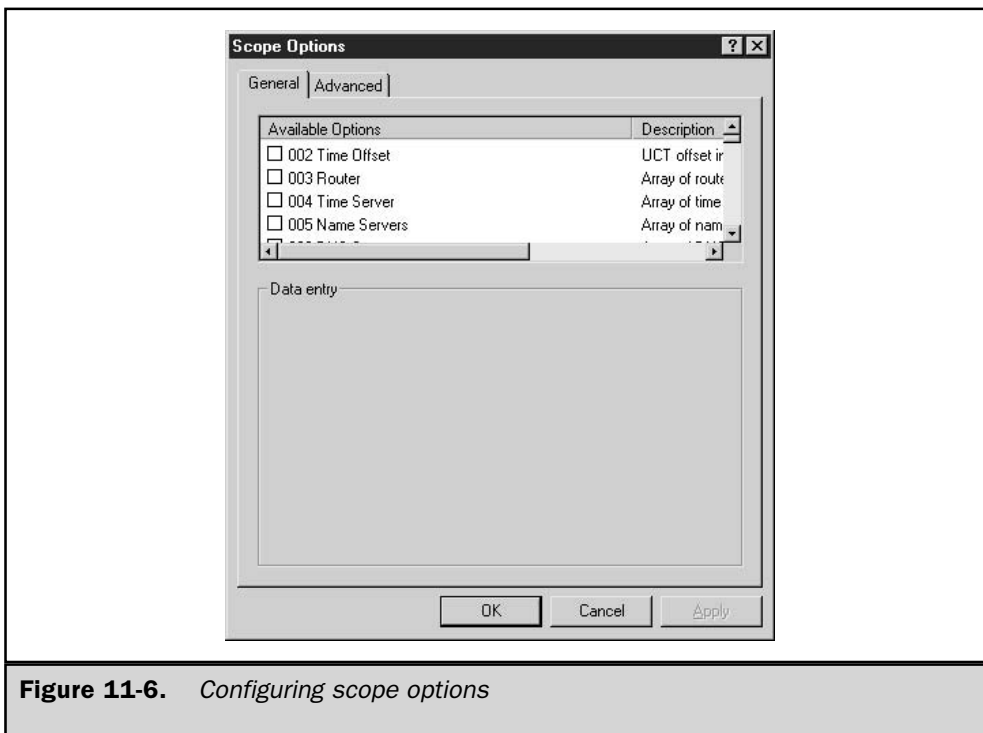 Scope Options
General Advanced
Available Options Description
002 Time Offset UCT offset ir
003 Router Array of route
004 Time Server Array of time
005 Name Servers Array of nam
Data entry
OK Cancel Apply
Figure 11-6. Configuring scope options